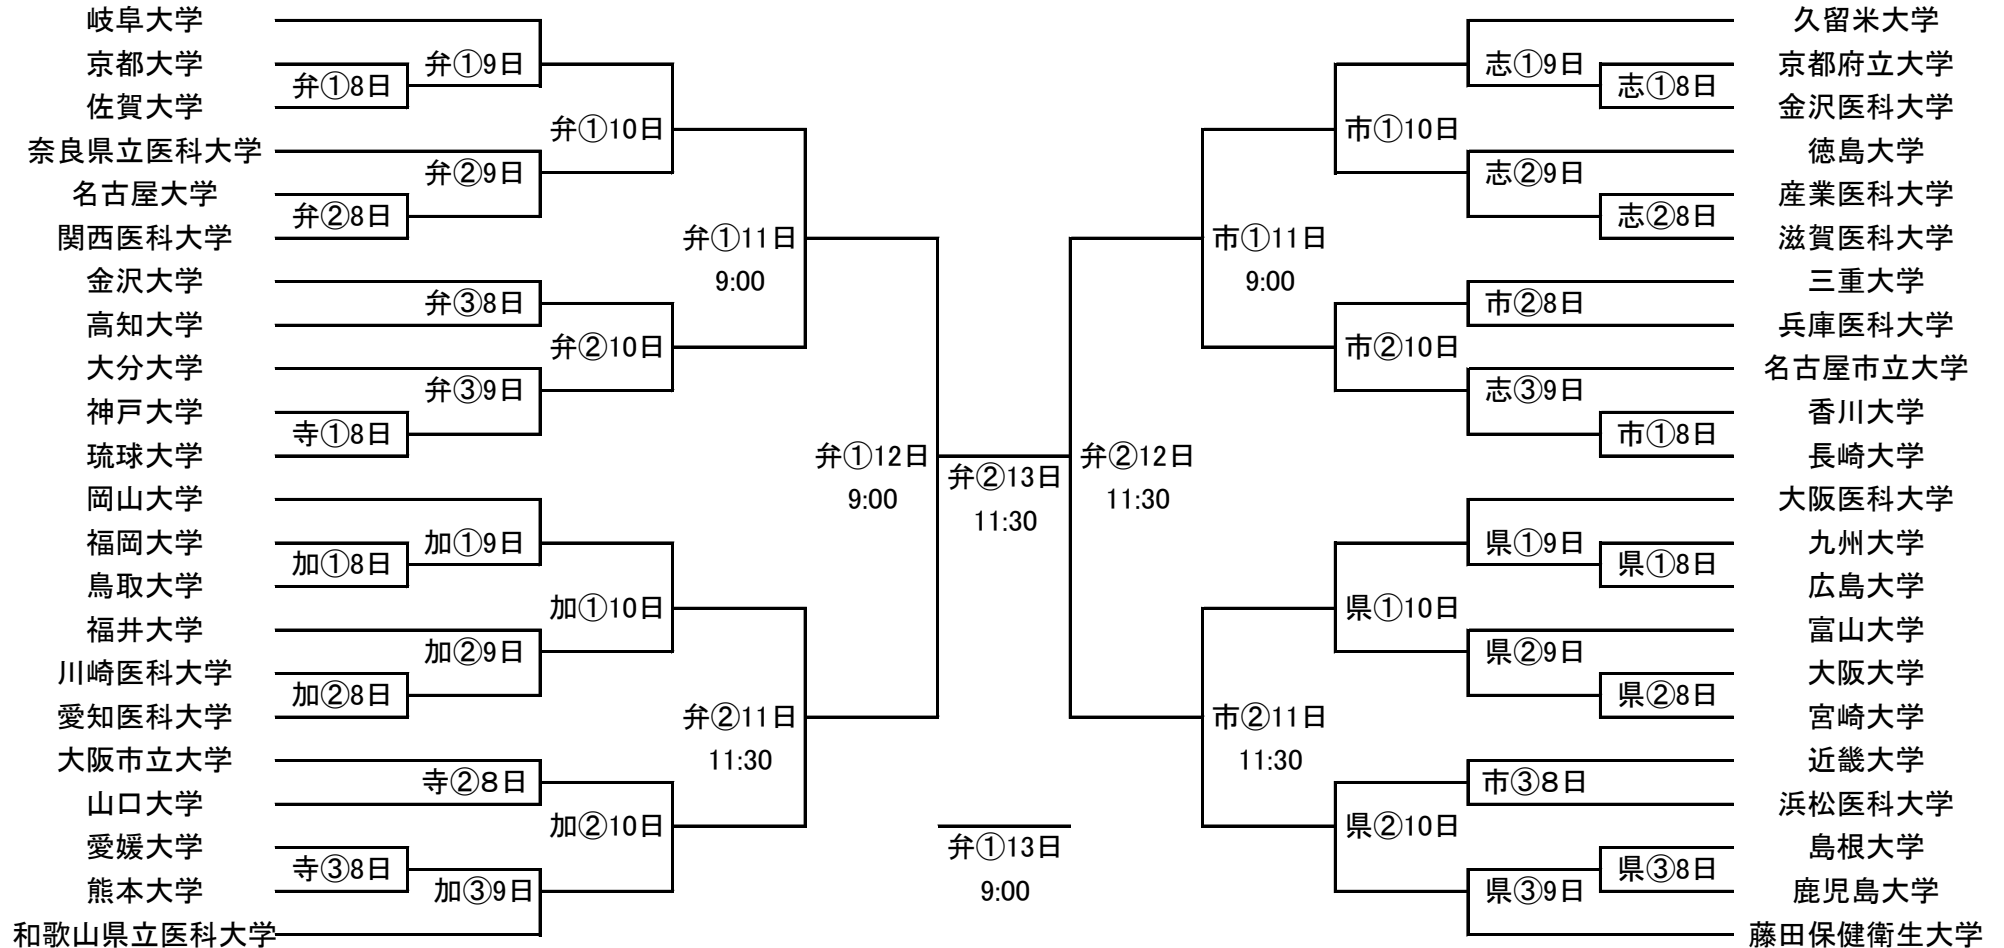 岐阜大学
京都大学
佐賀大学
奈良県立医科大学
名古屋大学
関西医科大学
金沢大学
高知大学
大分大学
神戸大学
琉球大学
岡山大学
福岡大学
鳥取大学
福井大学
川崎医科大学
愛知医科大学
大阪市立大学
山口大学
愛媛大学
熊本大学
和歌山県立医科大学
弁①8日
弁②8日
寺①8日
加①8日
加②8日
寺③8日
弁①9日
弁②9日
弁③8日
弁③9日
加①9日
加②9日
寺②８日
加③9日
弁①10日
弁②10日
加①10日
加②10日
弁①11日
9:00
弁②11日
11:30
弁①12日
9:00
弁②13日
11:30
弁①13日
9:00
弁②12日
11:30
市①11日
9:00
市②11日
11:30
市①10日
市②10日
県①10日
県②10日
志①9日
志②9日
市②8日
志③9日
県①9日
県②9日
市③８日
県③9日
志①8日
志②8日
市①8日
県①8日
県②8日
県③8日
久留米大学
京都府立大学
金沢医科大学
徳島大学
産業医科大学
滋賀医科大学
三重大学
兵庫医科大学
名古屋市立大学
香川大学
長崎大学
大阪医科大学
九州大学
広島大学
富山大学
大阪大学
宮崎大学
近畿大学
浜松医科大学
島根大学
鹿児島大学
藤田保健衛生大学